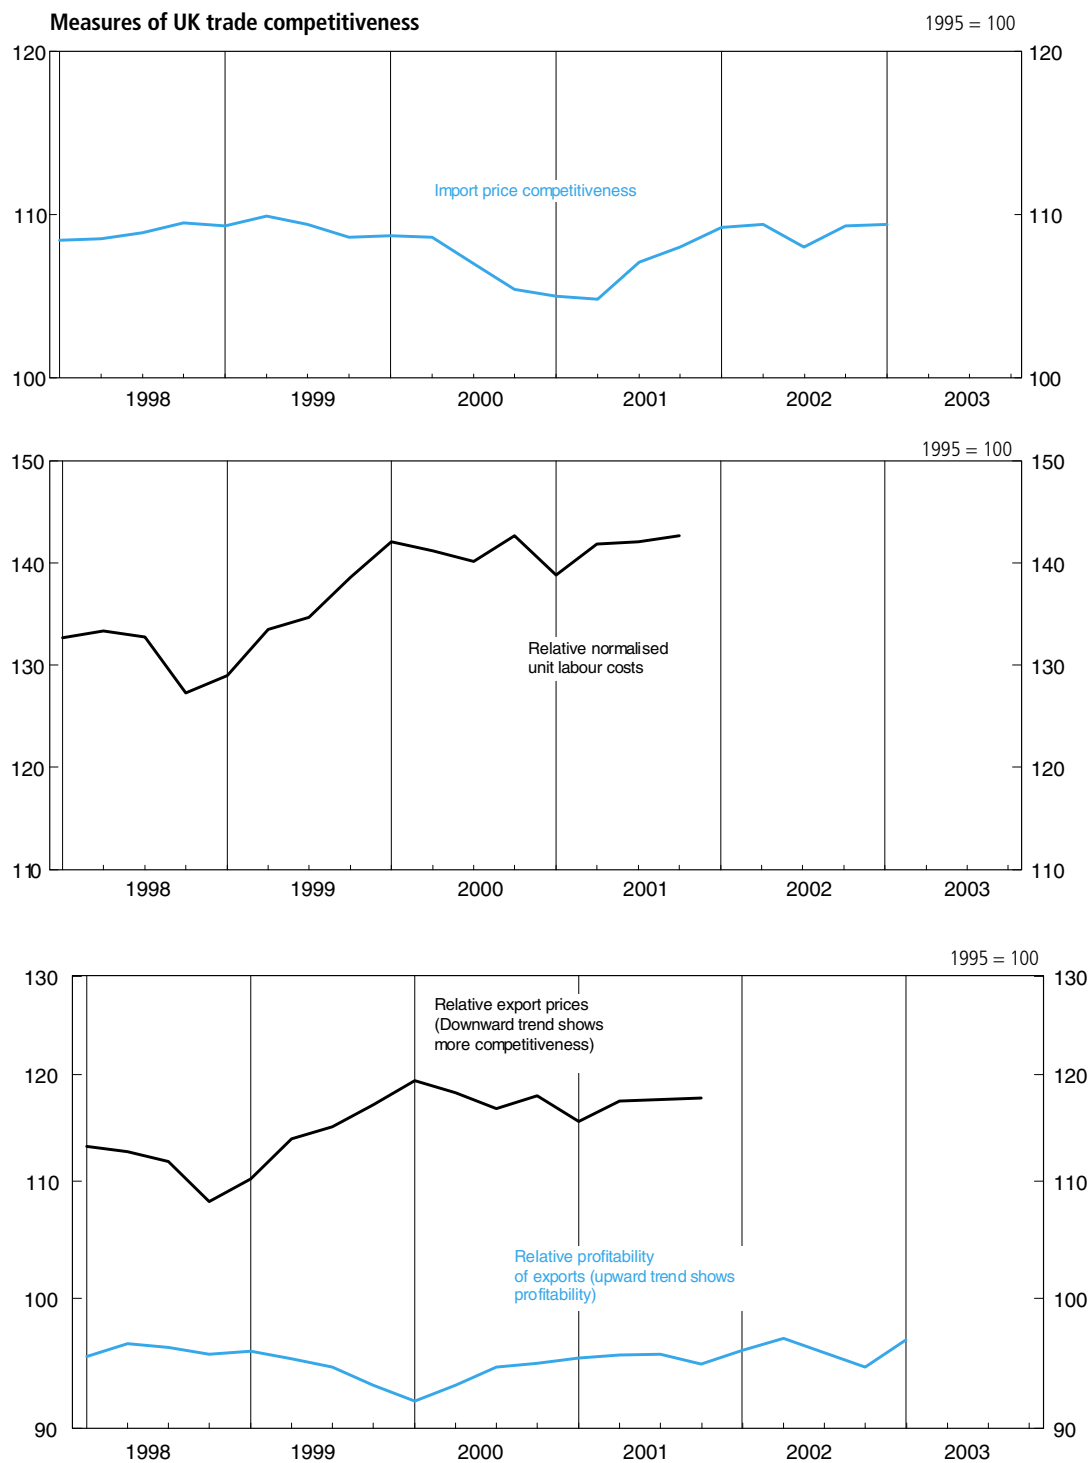 Measures of UK trade competitiveness
1995 = 100
120 120
Import price competitiveness
110 110
100 100
1998 1999 2000 2001 2002 2003
1995 = 100
150 150
140 140
Relative normalised
unit labour costs
130 130
120 120
110 110
1998 1999 2000 2001 2002 2003
1995 = 100
130 130
Relative export prices
(Downward trend shows
more competitiveness)
120 120
110 110
Relative profitability
of exports (upward trend shows
profitability)
100 100
90 90
1998 1999 2000 2001 2002 2003